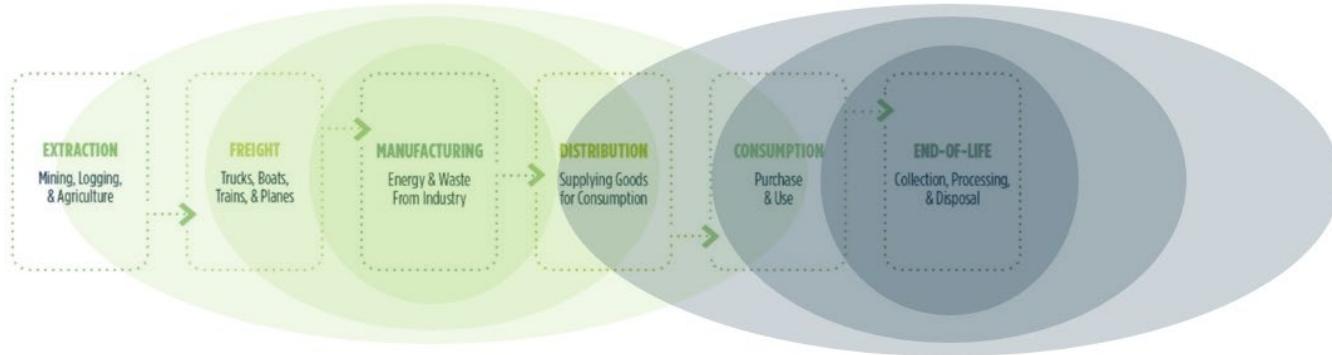 EXTRACTION
Mining, Logging,
& Agriculture
FREIGHT
Trucks, Boats,
Trains, & Planes
MANUFACTURING
Energy & Waste
From Industry
DISTRIBUTION
Supplying Goods
for Consumption
CONSUMPTION
Purchase
& Use
END-OF-LIFE
Collection, Processing,
& Disposal